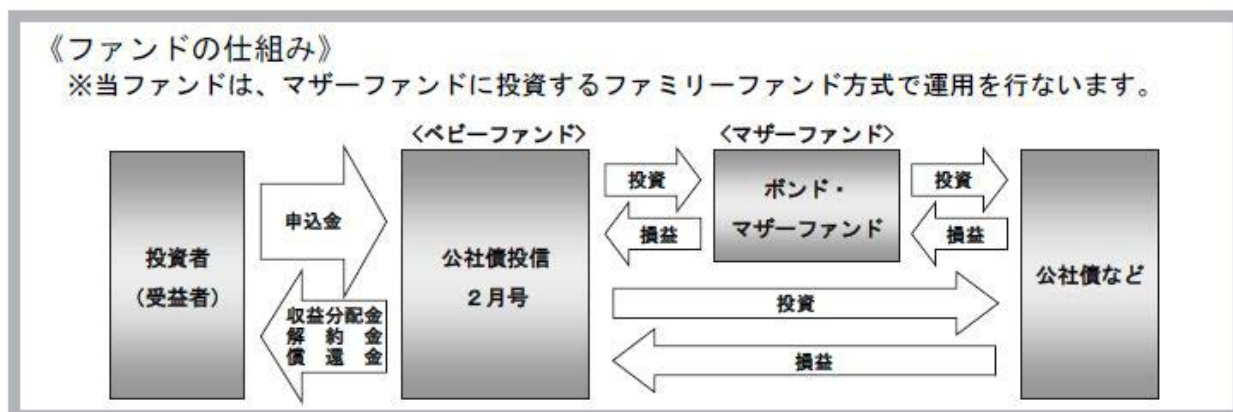 《ファンドの仕組み》
※当ファンドは、マザーファンドに投資するファミリーファンド方式で運用を行ないます。
〈ベビーファンド〉
〈マザーファンド〉
投資者
(受益者)
申込金
収益分配金
解約金
償還金
公社債投信
2月号
投資
損益
ボンド・
マザーファンド
投資
損益
投資
損益
公社債など